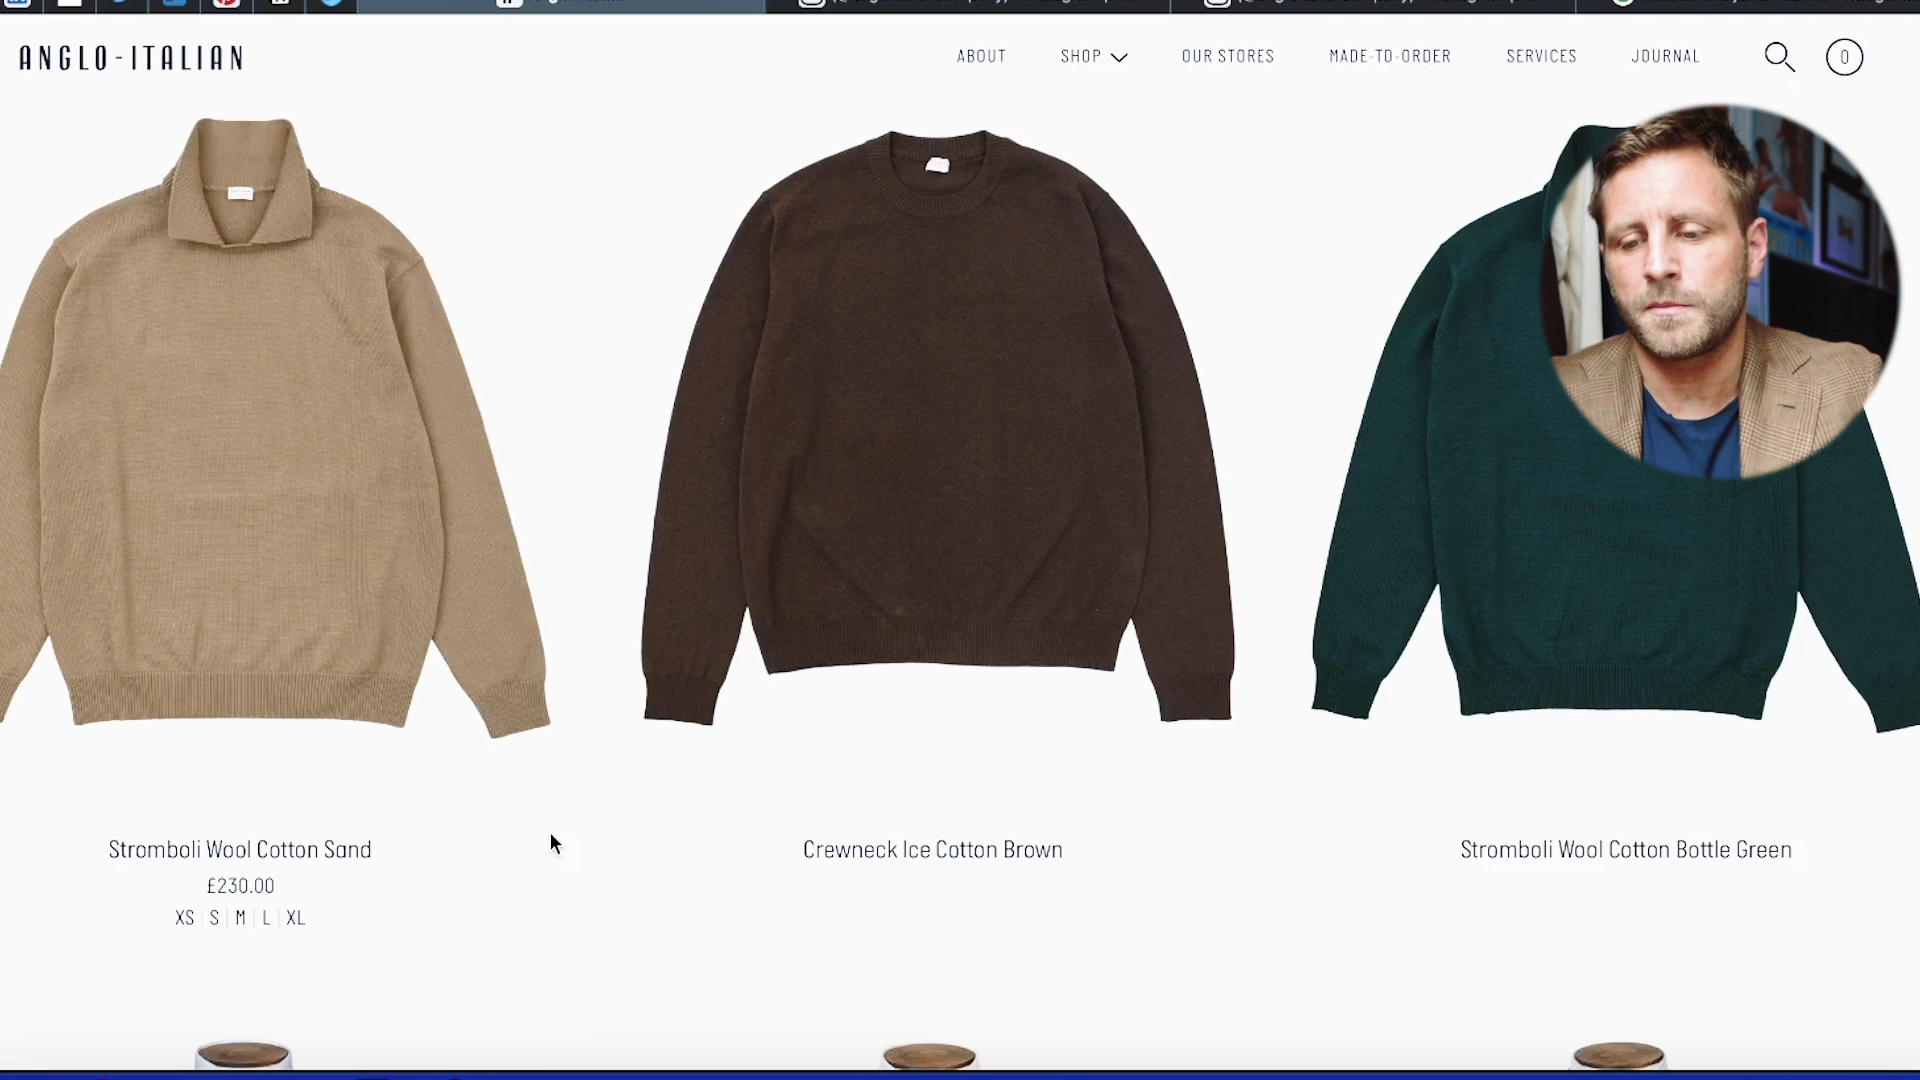 ANGLO-ITALIAN
ABOUT
SHOP
OUR STORES
MADE-TO-ORDER
SERVICES
JOURNAL
0
Stromboli Wool Cotton Sand
£230.00
XS | S | M | L | XL
Crewneck Ice Cotton Brown
Stromboli Wool Cotton Bottle Green